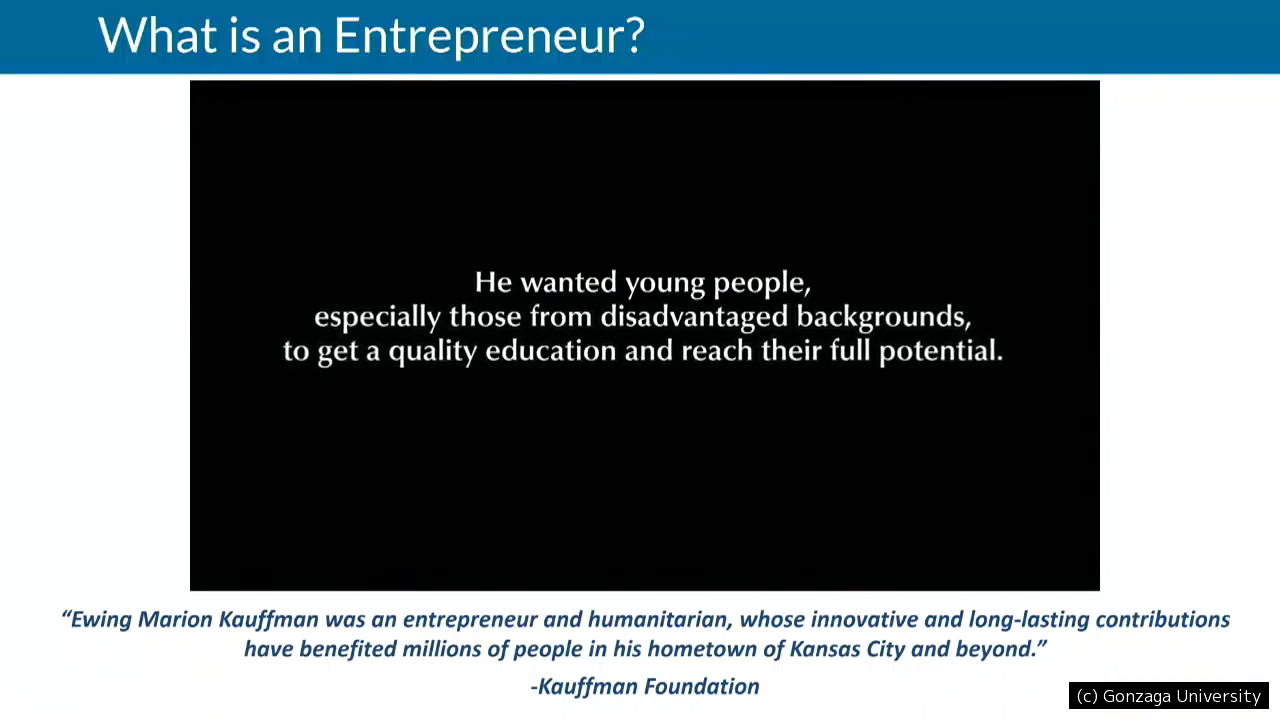 What is an Entrepreneur?
He wanted young people,
especially those from disadvantaged backgrounds,
to get a quality education and reach their full potential.
“Ewing Marion Kauffman was an entrepreneur and humanitarian, whose innovative and long-lasting contributions
have benefited millions of people in his hometown of Kansas City and beyond.”
-Kauffman Foundation
(c) Gonzaga University